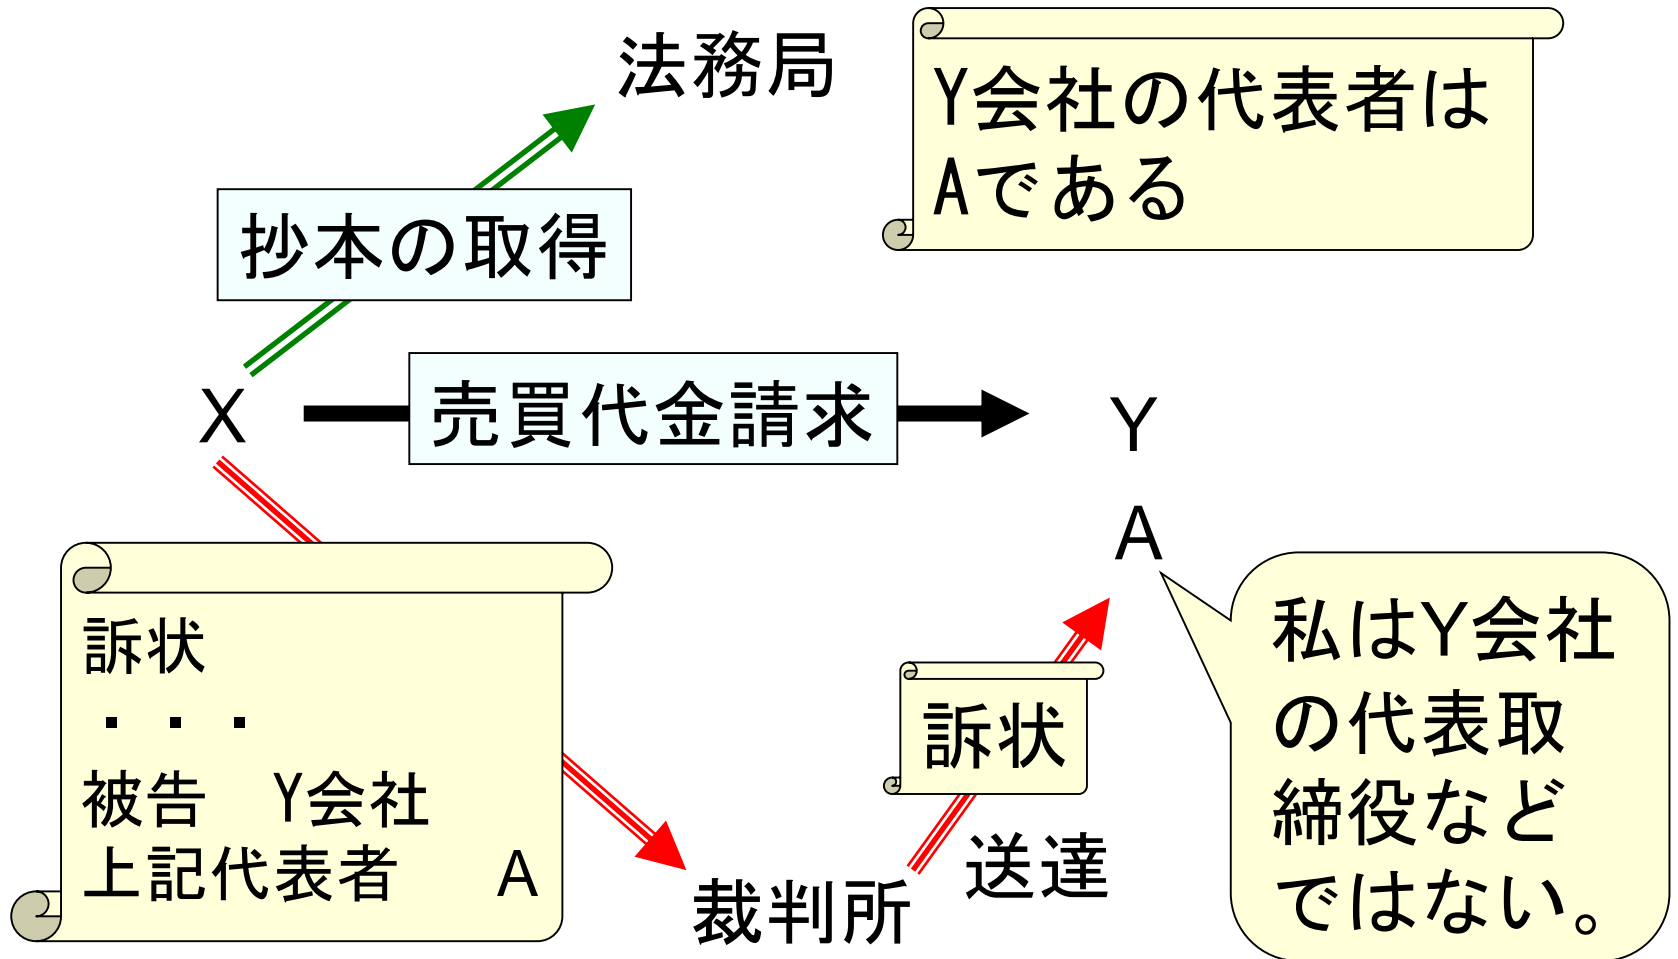 法務局
Y会社の代表者は
Aである
抄本の取得
X
売買代金請求
Y
A
訴状
・・・
被告　Y会社
上記代表者　A
裁判所
訴状
送達
私はY会社
の代表取
締役など
ではない。